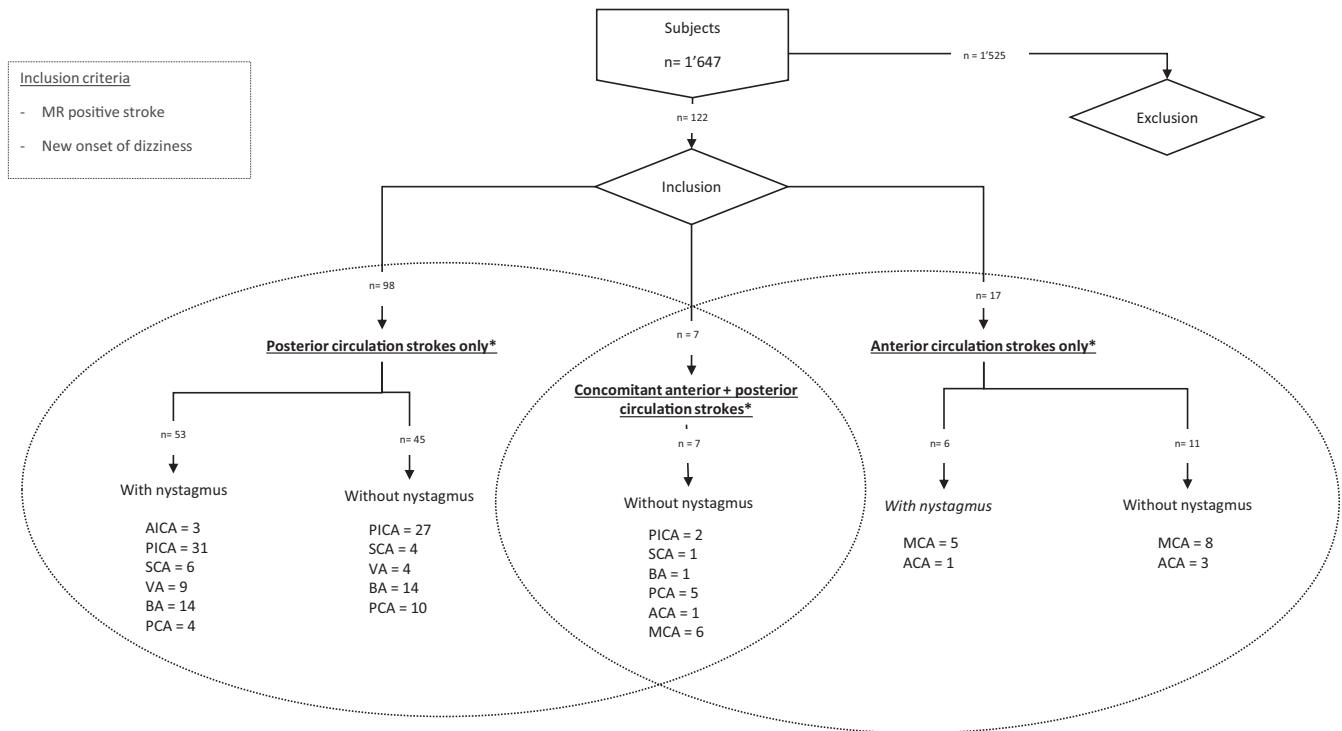 Subjects
n= 1'647
n= 1'525
Exclusion
Inclusion criteria
- MR positive stroke
- New onset of dizziness
n= 122
Inclusion
n= 98
Posterior circulation strokes only*
n= 53
With nystagmus
AICA = 3
PICA = 31
SCA = 6
VA = 9
BA = 14
PCA = 4
n= 45
Without nystagmus
PICA = 27
SCA = 4
VA = 4
BA = 14
PCA = 10
n = 7
Concomitant anterior + posterior
circulation strokes*
n = 7
Without nystagmus
PICA = 2
SCA = 1
BA = 1
PCA = 5
ACA = 1
MCA = 6
n= 17
Anterior circulation strokes only*
n= 6
With nystagmus
MCA = 5
ACA = 1
n= 11
Without nystagmus
MCA = 8
ACA = 3